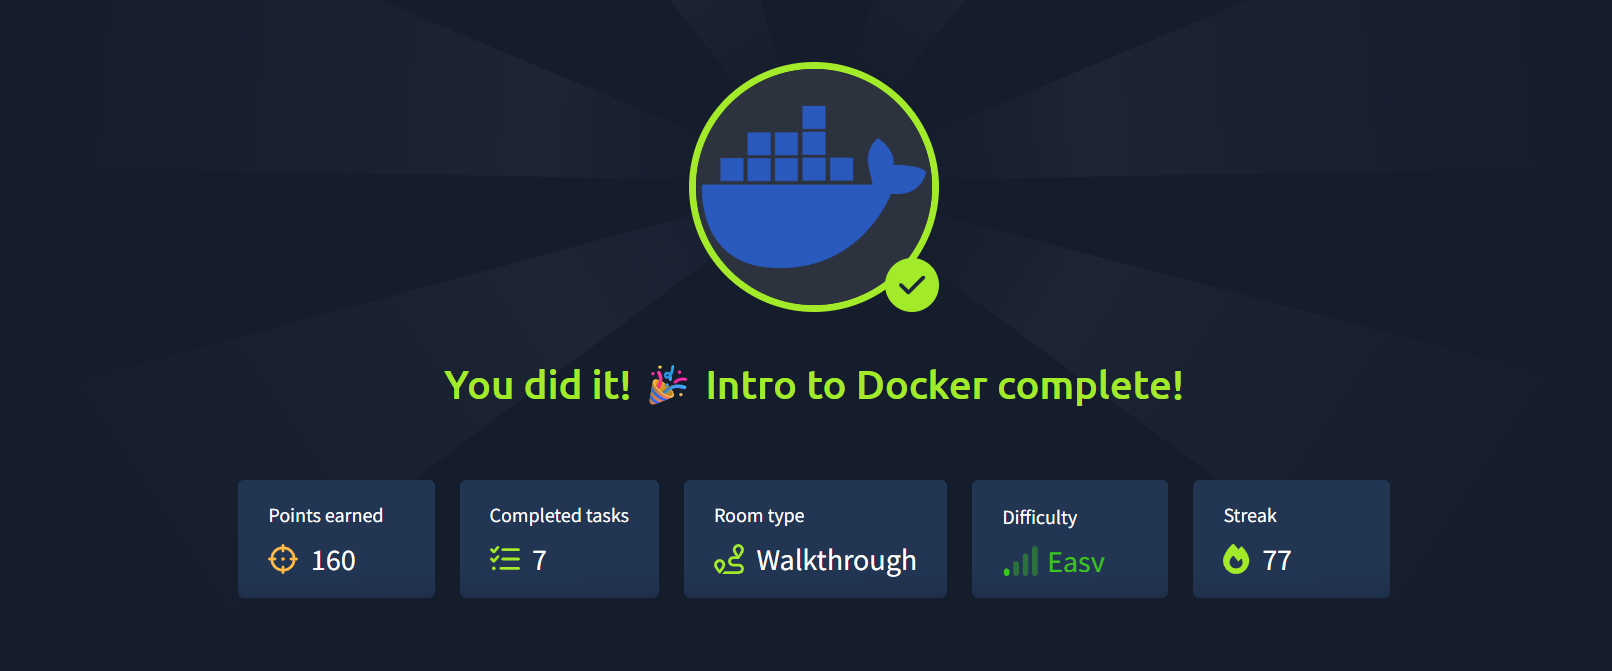 You did it! 🎉 Intro to Docker complete!
Points earned
160
Completed tasks
7
Room type
Walkthrough
Difficulty
Easy
Streak
77